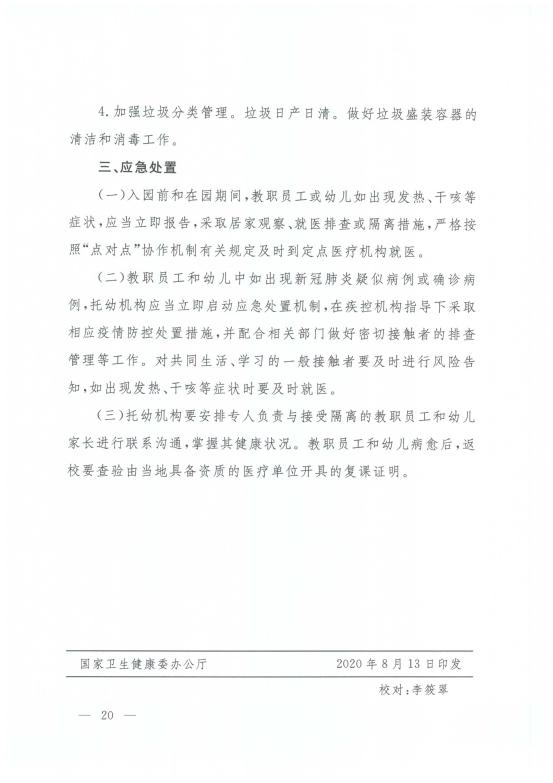 4.加强垃圾分类管理。垃圾日产日清。做好垃圾盛装容器的
清洁和消毒工作。
三、应急处置
(一)入园前和在园期间,教职员工或幼儿如出现发热、干咳等
症状,应当立即报告,采取居家观察、就医排查或隔离措施,严格按
照“点对点”协作机制有关规定及时到定点医疗机构就医。
(二)教职员工和幼儿中如出现新冠肺炎疑似病例或确诊病
例,托幼机构应当立即启动应急处置机制,在疾控机构指导下采取
相应疫情防控处置措施,并配合相关部门做好密切接触者的排查
管理等工作。对共同生活、学习的一般接触者要及时进行风险告
知,如出现发热、干咳等症状时要及时就医。
(三)托幼机构要安排专人负责与接受隔离的教职员工和幼儿
家长进行联系沟通,掌握其健康状况。教职员工和幼儿病愈后,返
校要查验由当地具备资质的医疗单位开具的复课证明。
国家卫生健康委办公厅 2020年8月13日印发
校对:李筱翠
— 20 —